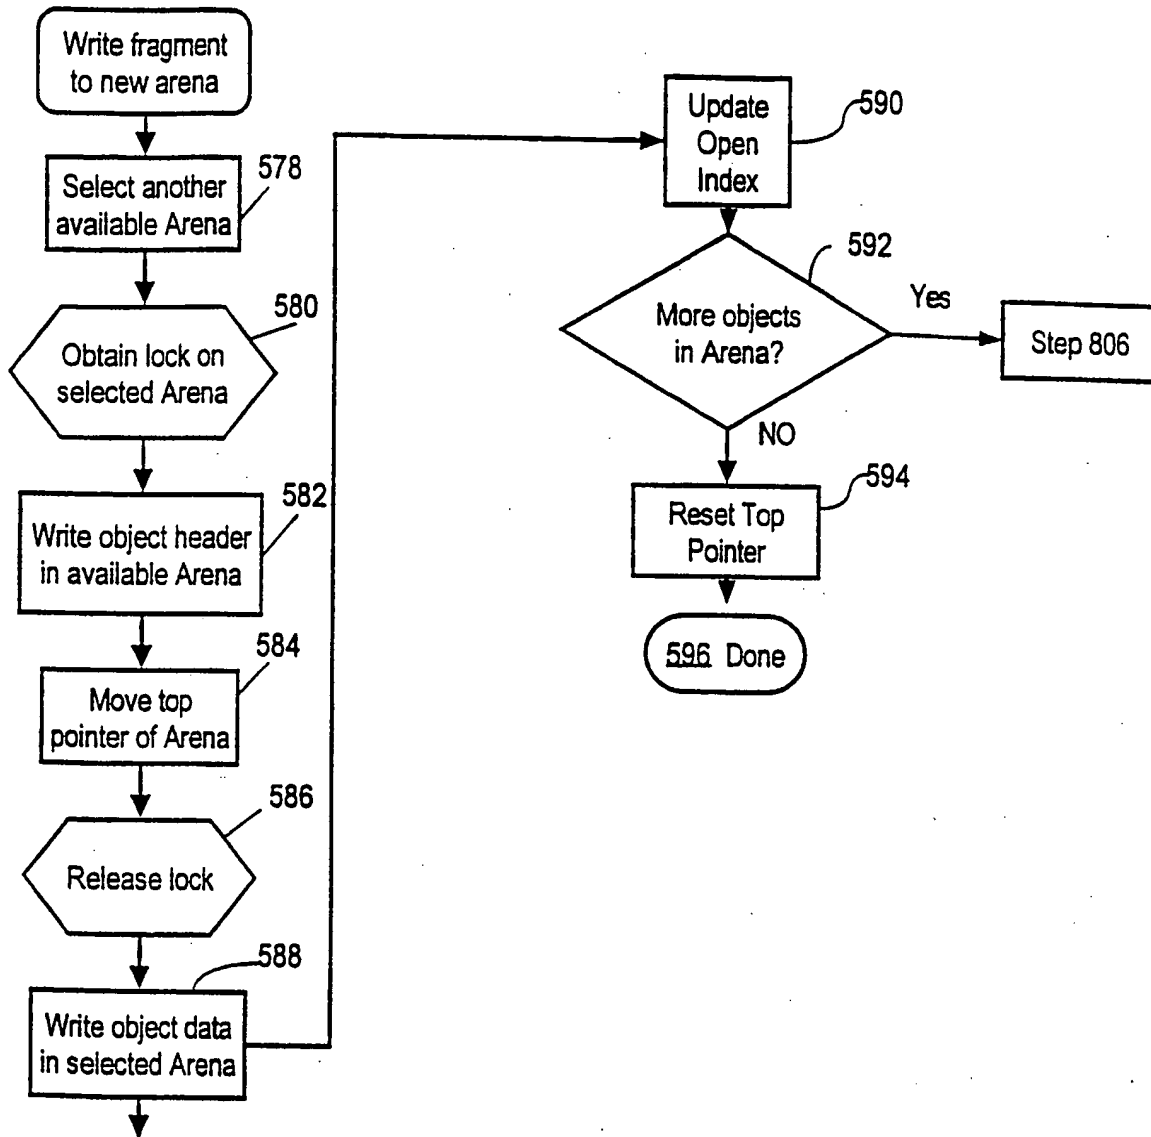 Write fragment
to new arena
578
Select another
available Arena
580
Obtain lock on
selected Arena
582
Write object header
in available Arena
584
Move top
pointer of Arena
586
Release lock
588
Write object data
in selected Arena
590
Update
Open
Index
592
More objects
in Arena?
Yes
Step 806
NO
594
Reset Top
Pointer
596 Done